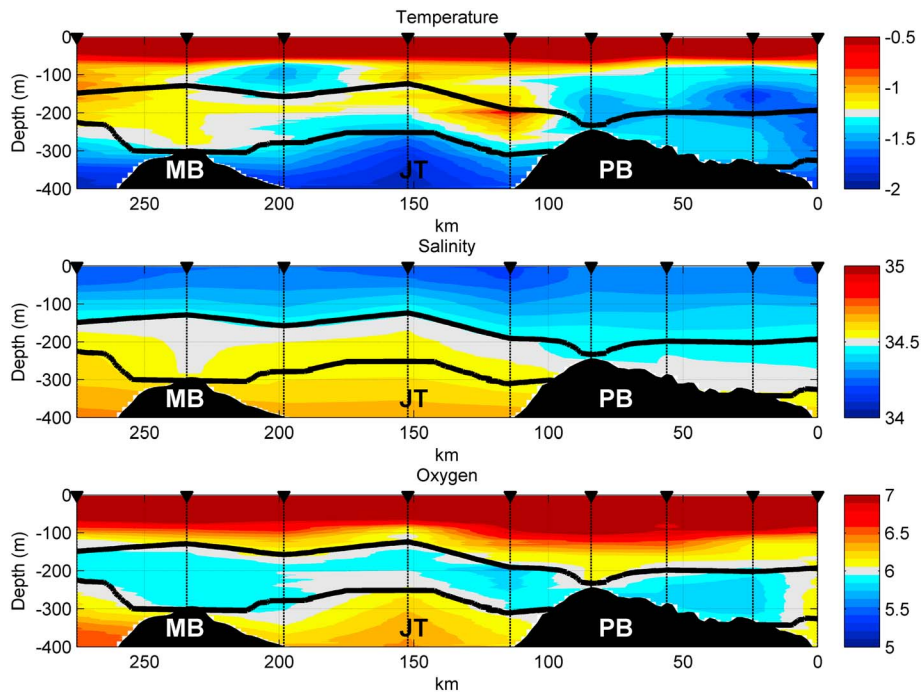 Temperature
0
-100
-200
-300
-400
Depth (m)
MB
JT
PB
250
200
150
100
50
0
km
-0.5
-1
-1.5
-2
Salinity
0
-100
-200
-300
-400
Depth (m)
MB
JT
PB
250
200
150
100
50
0
km
35
34.5
34
Oxygen
0
-100
-200
-300
-400
Depth (m)
MB
JT
PB
250
200
150
100
50
0
km
7
6.5
6
5.5
5